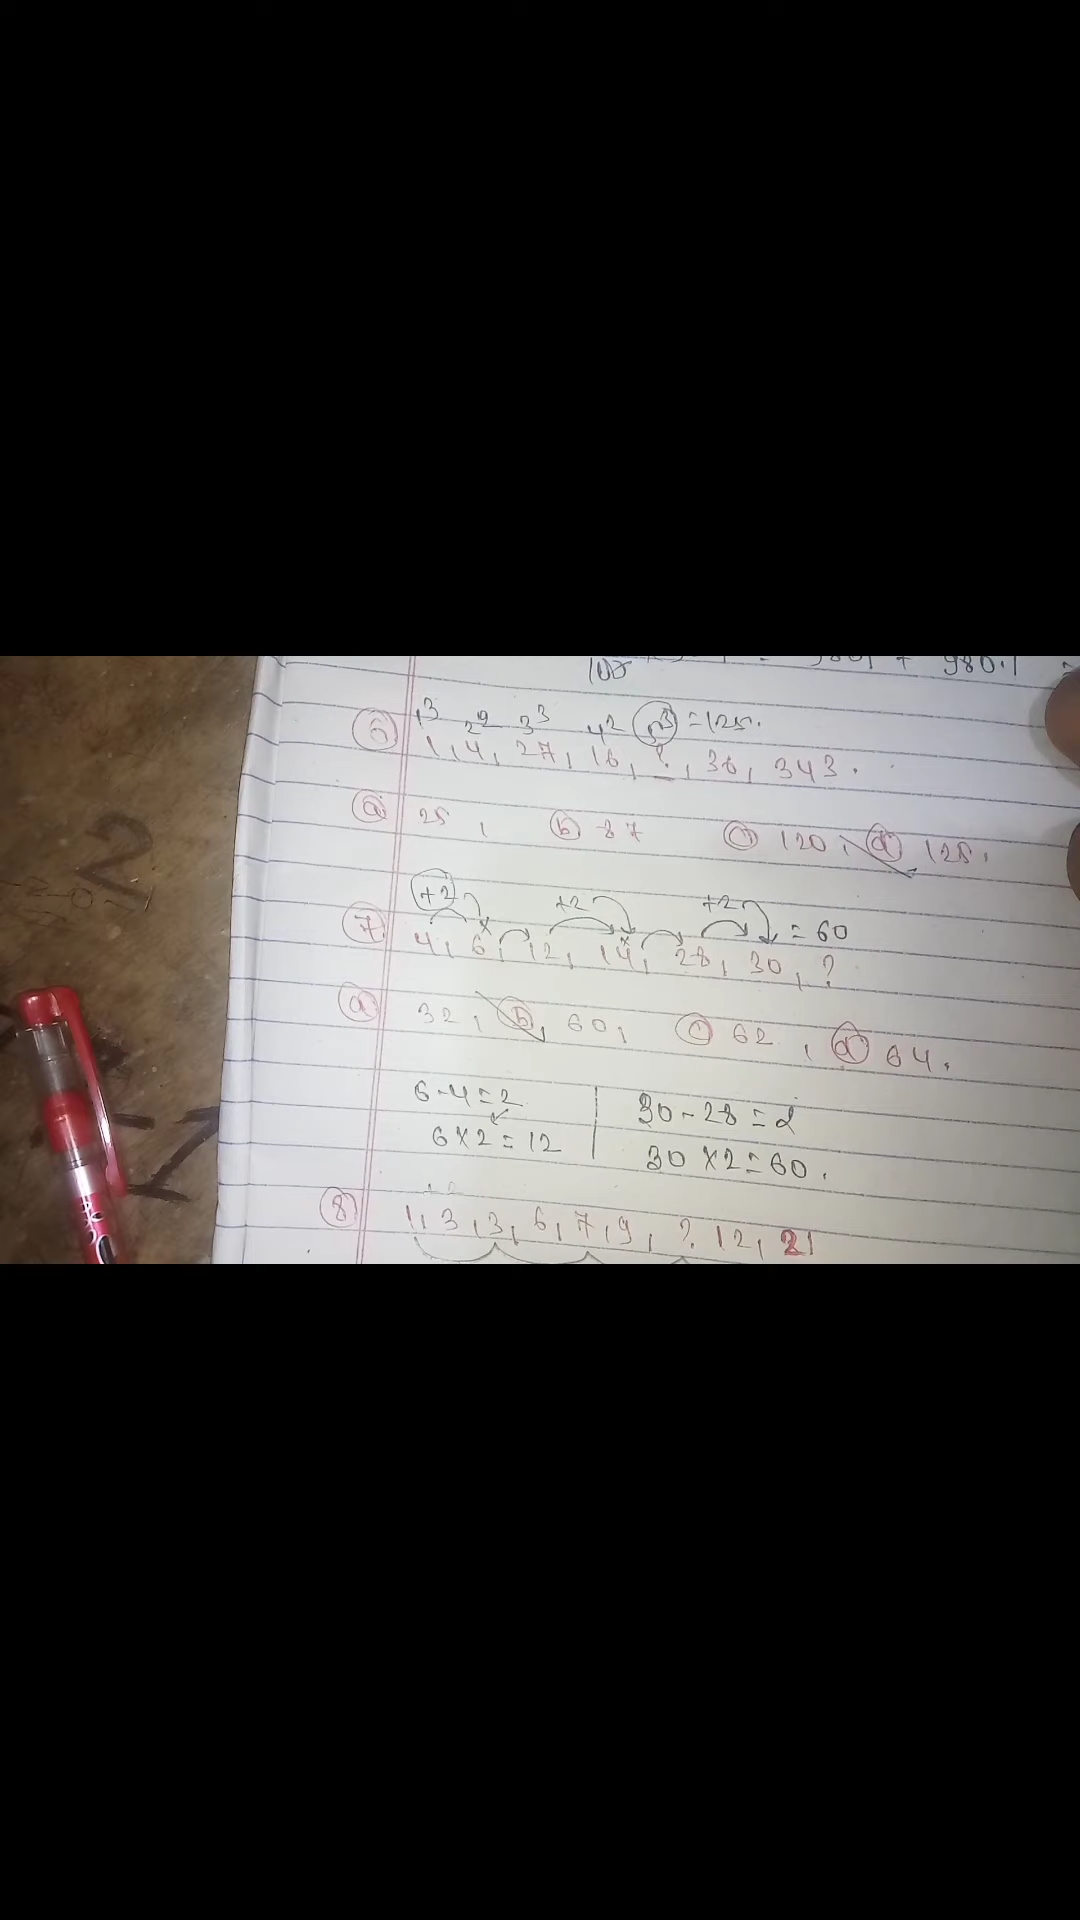 980.1
1³ 2² 3³ 4² 5³ = 125.
⑥ 1, 4, 27, 16, ?, 36, 343.
ⓐ 25, ⓑ 87 ⓒ 120, ⓓ 125.
+2 +2 +2 = 60
⑦ 4, 6, 12, 14, 28, 30, ?
ⓐ 32, ⓑ, 60, ⓒ 62, ⓓ 64.
6-4=2 30-28=2
6×2=12 30×2=60.
⑧ 1, 3, 3, 6, 7, 9, ?, 12, 21